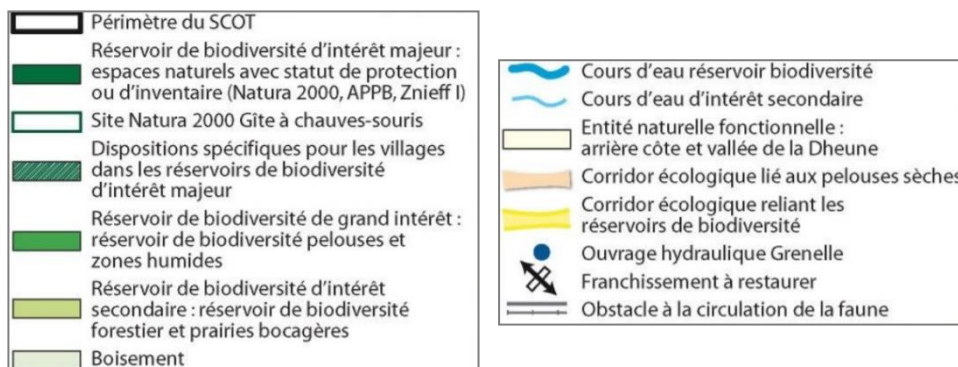 Périmètre du SCOT
Réservoir de biodiversité d'intérêt majeur :
espaces naturels avec statut de protection
ou d'inventaire (Natura 2000, APPB, Znieff I)
Site Natura 2000 Gîte à chauves-souris
Dispositions spécifiques pour les villages
dans les réservoirs de biodiversité
d'intérêt majeur
Réservoir de biodiversité de grand intérêt :
réservoir de biodiversité pelouses et
zones humides
Réservoir de biodiversité d'intérêt
secondaire : réservoir de biodiversité
forestier et prairies bocagères
Boisement
Cours d'eau réservoir biodiversité
Cours d'eau d'intérêt secondaire
Entité naturelle fonctionnelle :
arrière côte et vallée de la Dheune
Corridor écologique lié aux pelouses sèches
Corridor écologique reliant les
réservoirs de biodiversité
Ouvrage hydraulique Grenelle
Franchissement à restaurer
Obstacle à la circulation de la faune